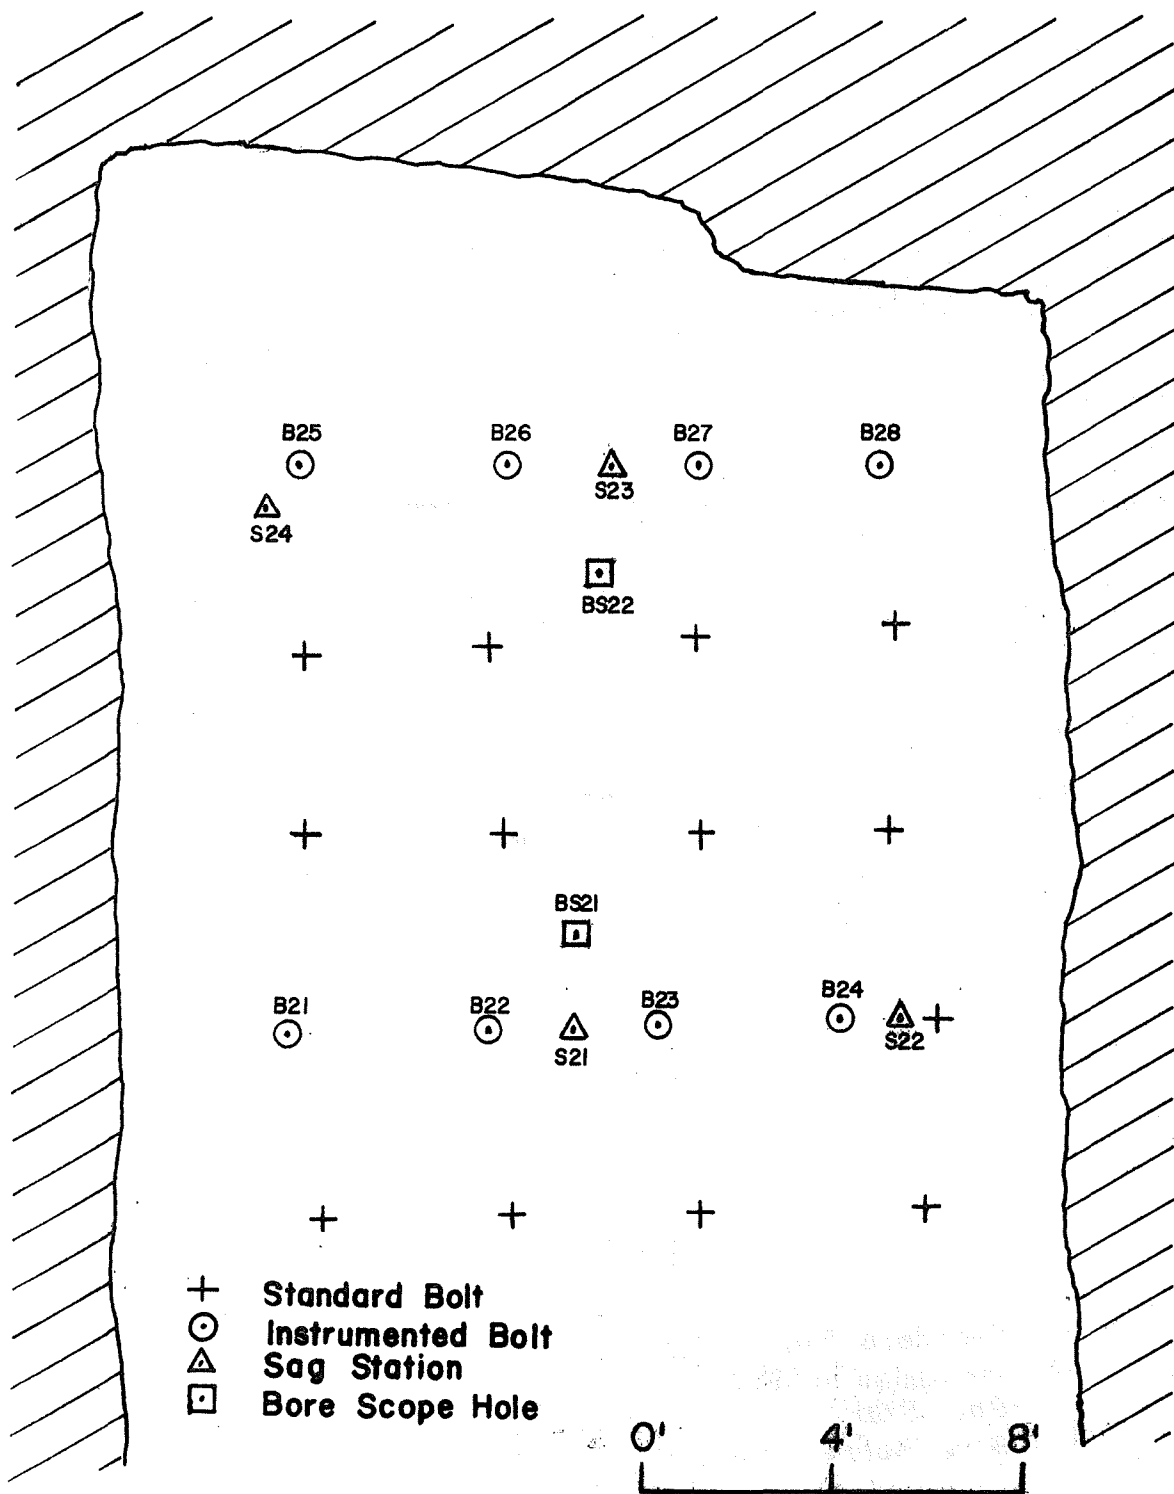 B25 B26 B27 B28
S23
S24
BS22
BS21
B21 B22 B23 B24
S21 S22
Standard Bolt
Instrumented Bolt
Sag Station
Bore Scope Hole
0' 4' 8'